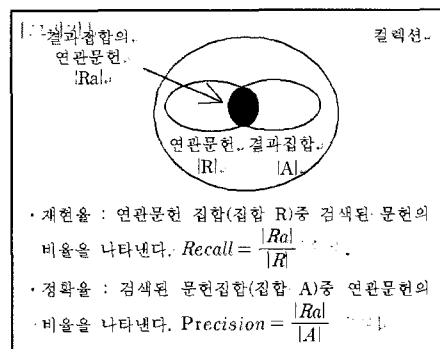 결과집합의
연관문헌
|Ra|
컬렉션
연관문헌 결과집합
|R| |A|
· 재현율 : 연관문헌 집합(집합 R)중 검색된 문헌의
비율을 나타낸다. Recall = |Ra| / |R| .
· 정확율 : 검색된 문헌집합(집합 A)중 연관문헌의
비율을 나타낸다. Precision = |Ra| / |A|